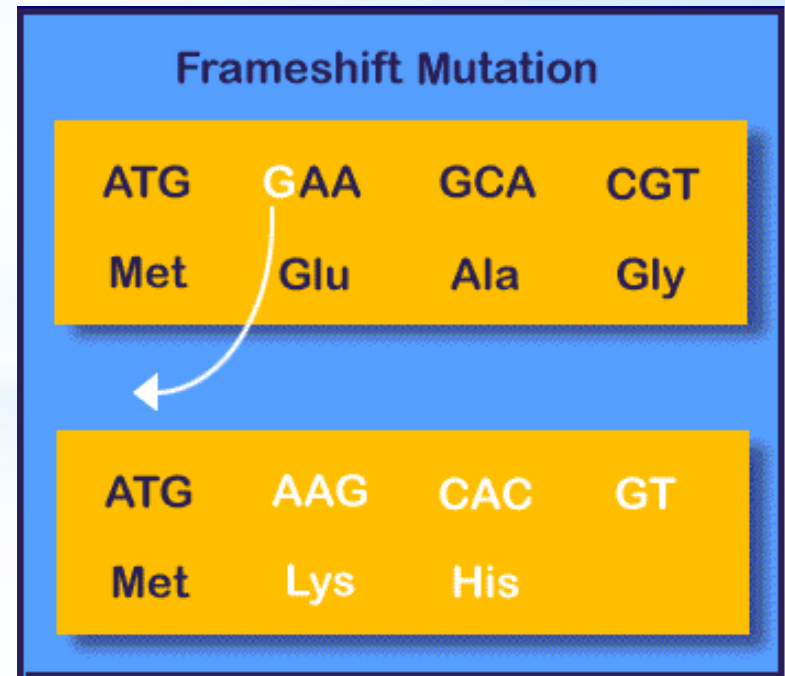 Frameshift Mutation
ATG GAA GCA CGT
Met Glu Ala Gly
ATG AAG CAC GT
Met Lys His